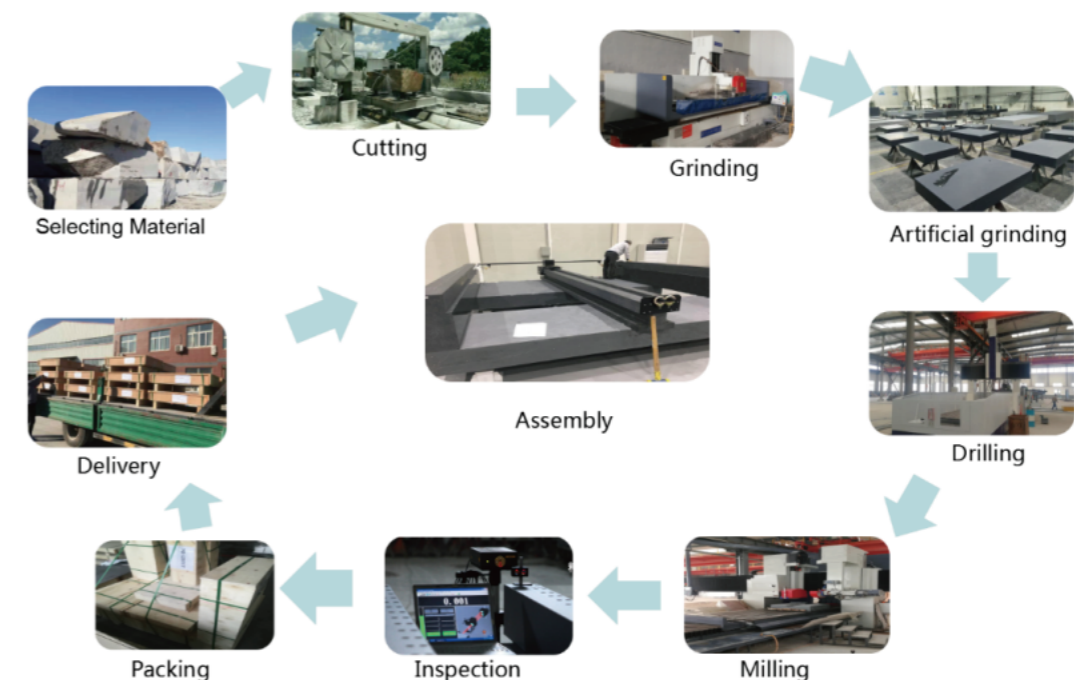 Selecting Material
Cutting
Grinding
Artificial grinding
Drilling
Milling
Inspection
0.001
Packing
Delivery
Assembly